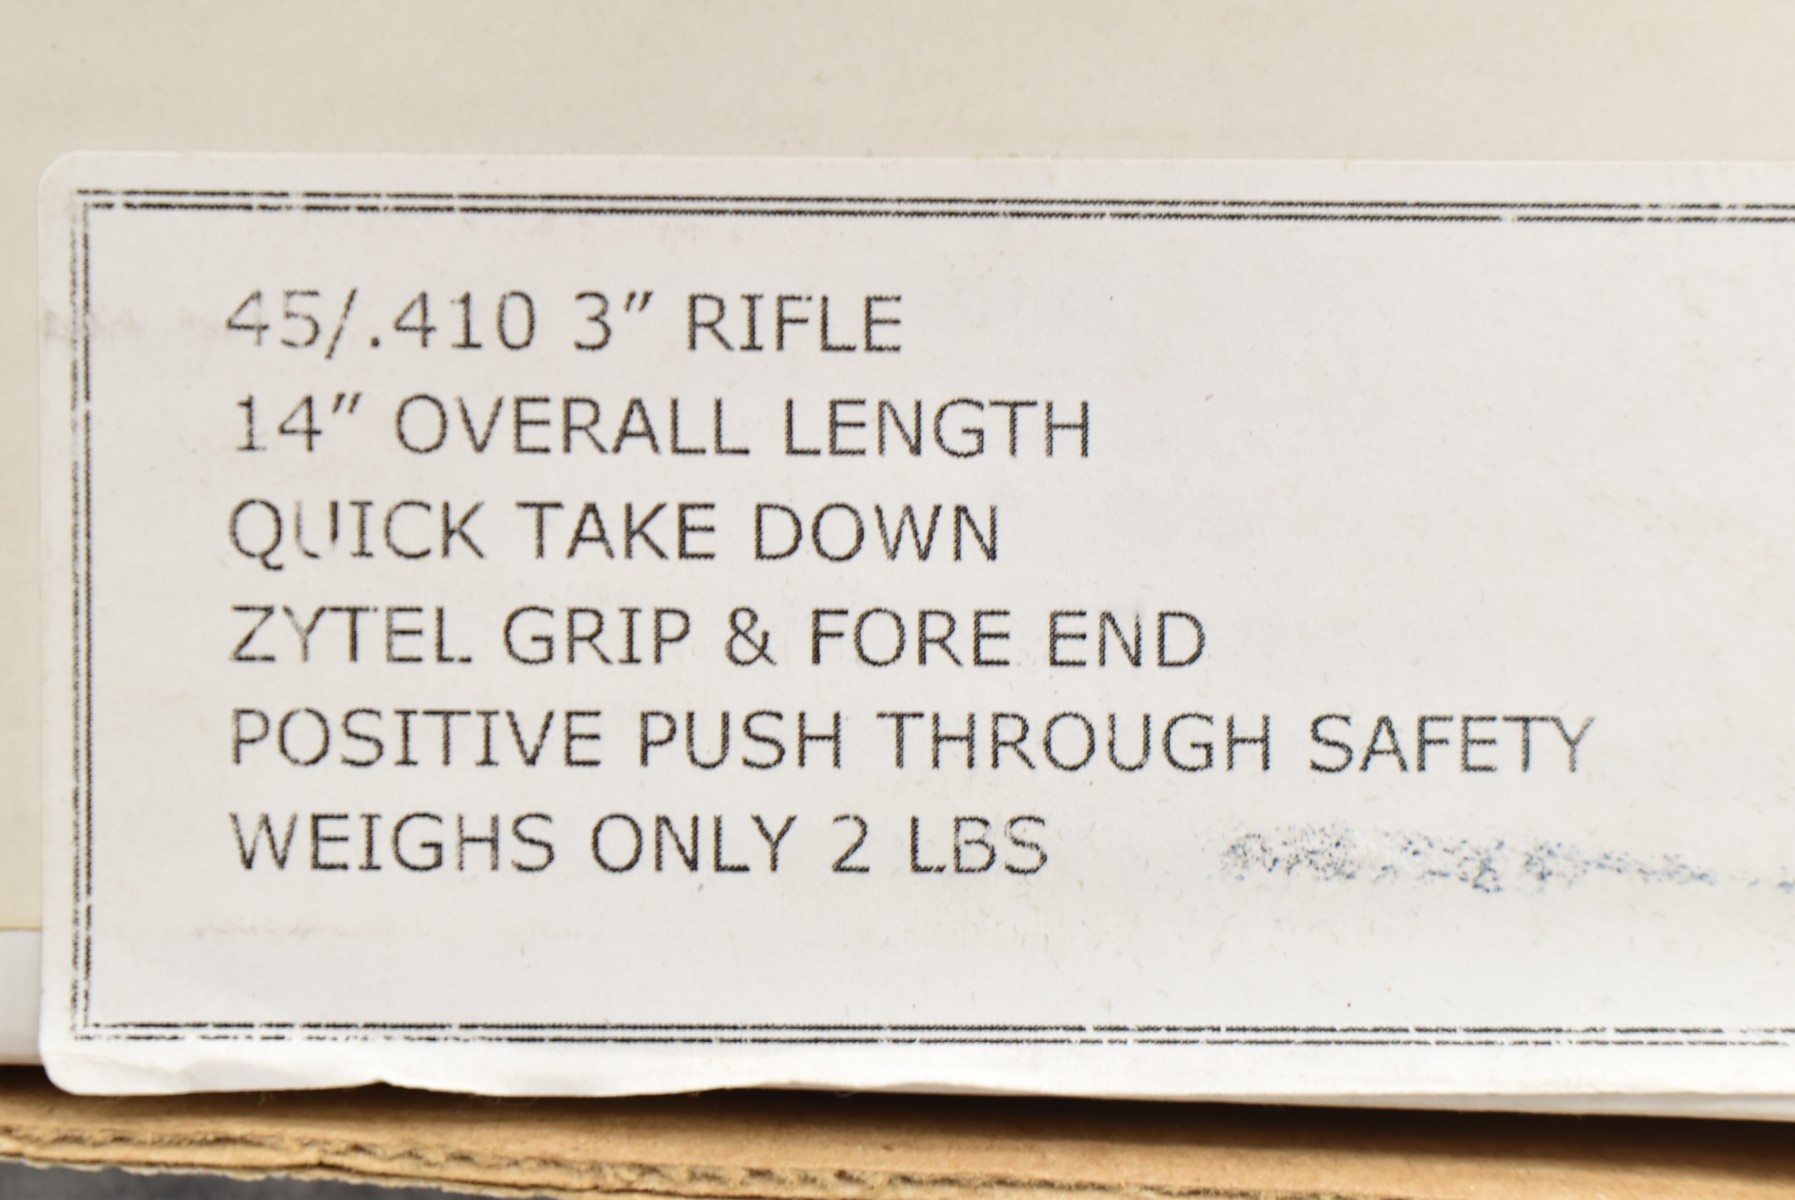 45/.410 3” RIFLE
14” OVERALL LENGTH
QUICK TAKE DOWN
ZYTEL GRIP & FORE END
POSITIVE PUSH THROUGH SAFETY
WEIGHS ONLY 2 LBS